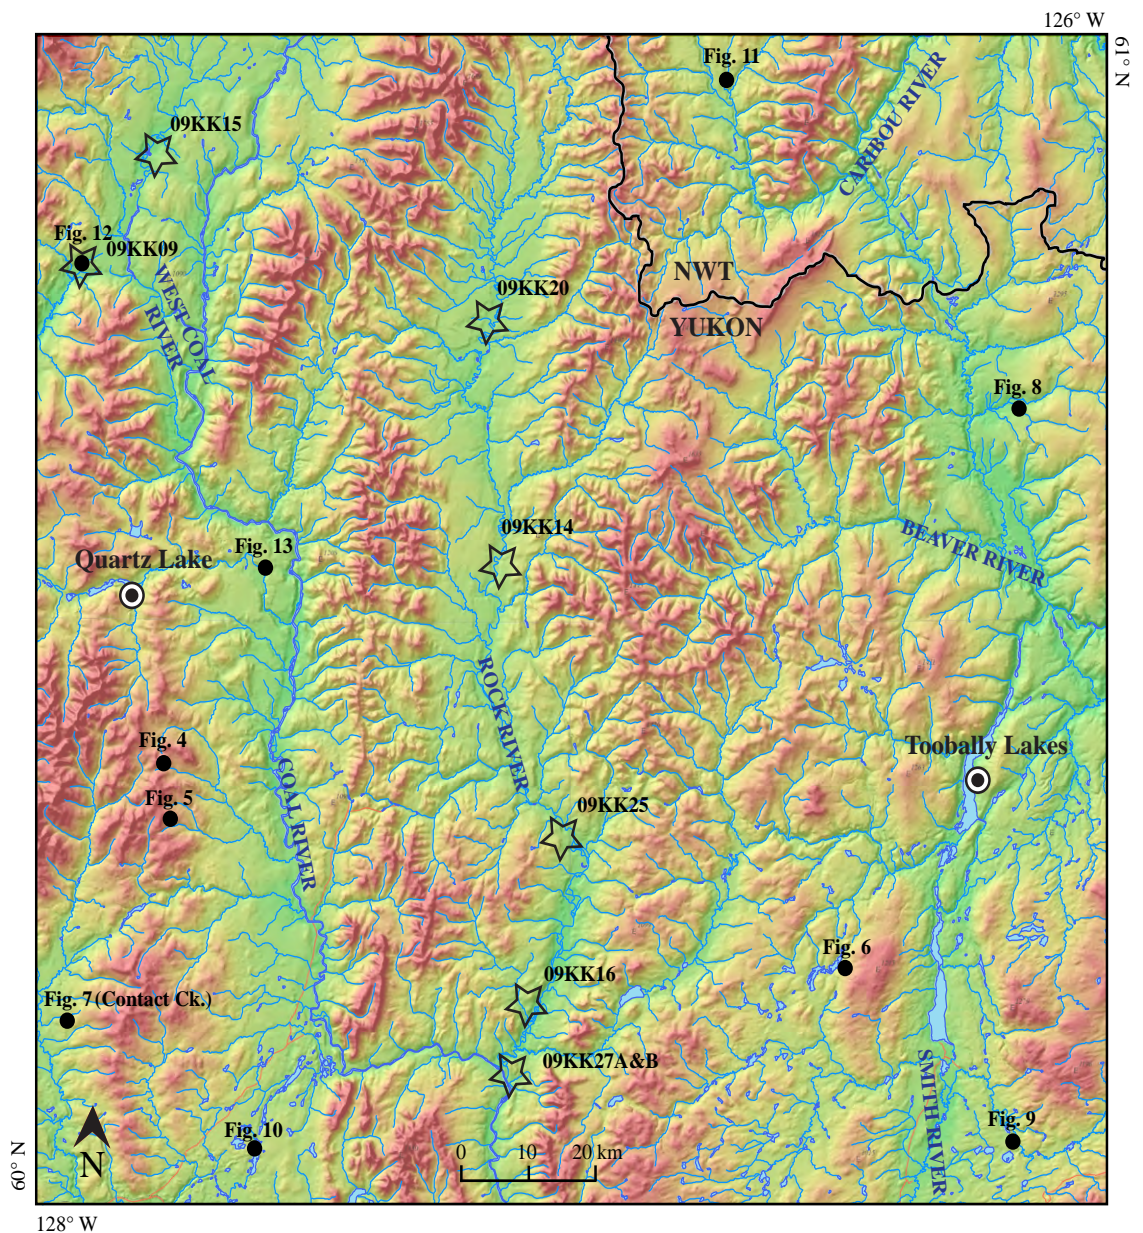 126° W
61° N
Fig. 11
CARIBOU RIVER
09KK15
Fig. 12
09KK09
WEST COAL
RIVER
NWT
09KK20
YUKON
Fig. 8
09KK14
BEAVER RIVER
Fig. 13
Quartz Lake
ROCK RIVER
Fig. 4
Toobally Lakes
COAL RIVER
Fig. 5
09KK25
Fig. 6
09KK16
Fig. 7 (Contact Ck.)
09KK27A&B
SMITH RIVER
Fig. 10
Fig. 9
N
0 10 20 km
60° N
128° W